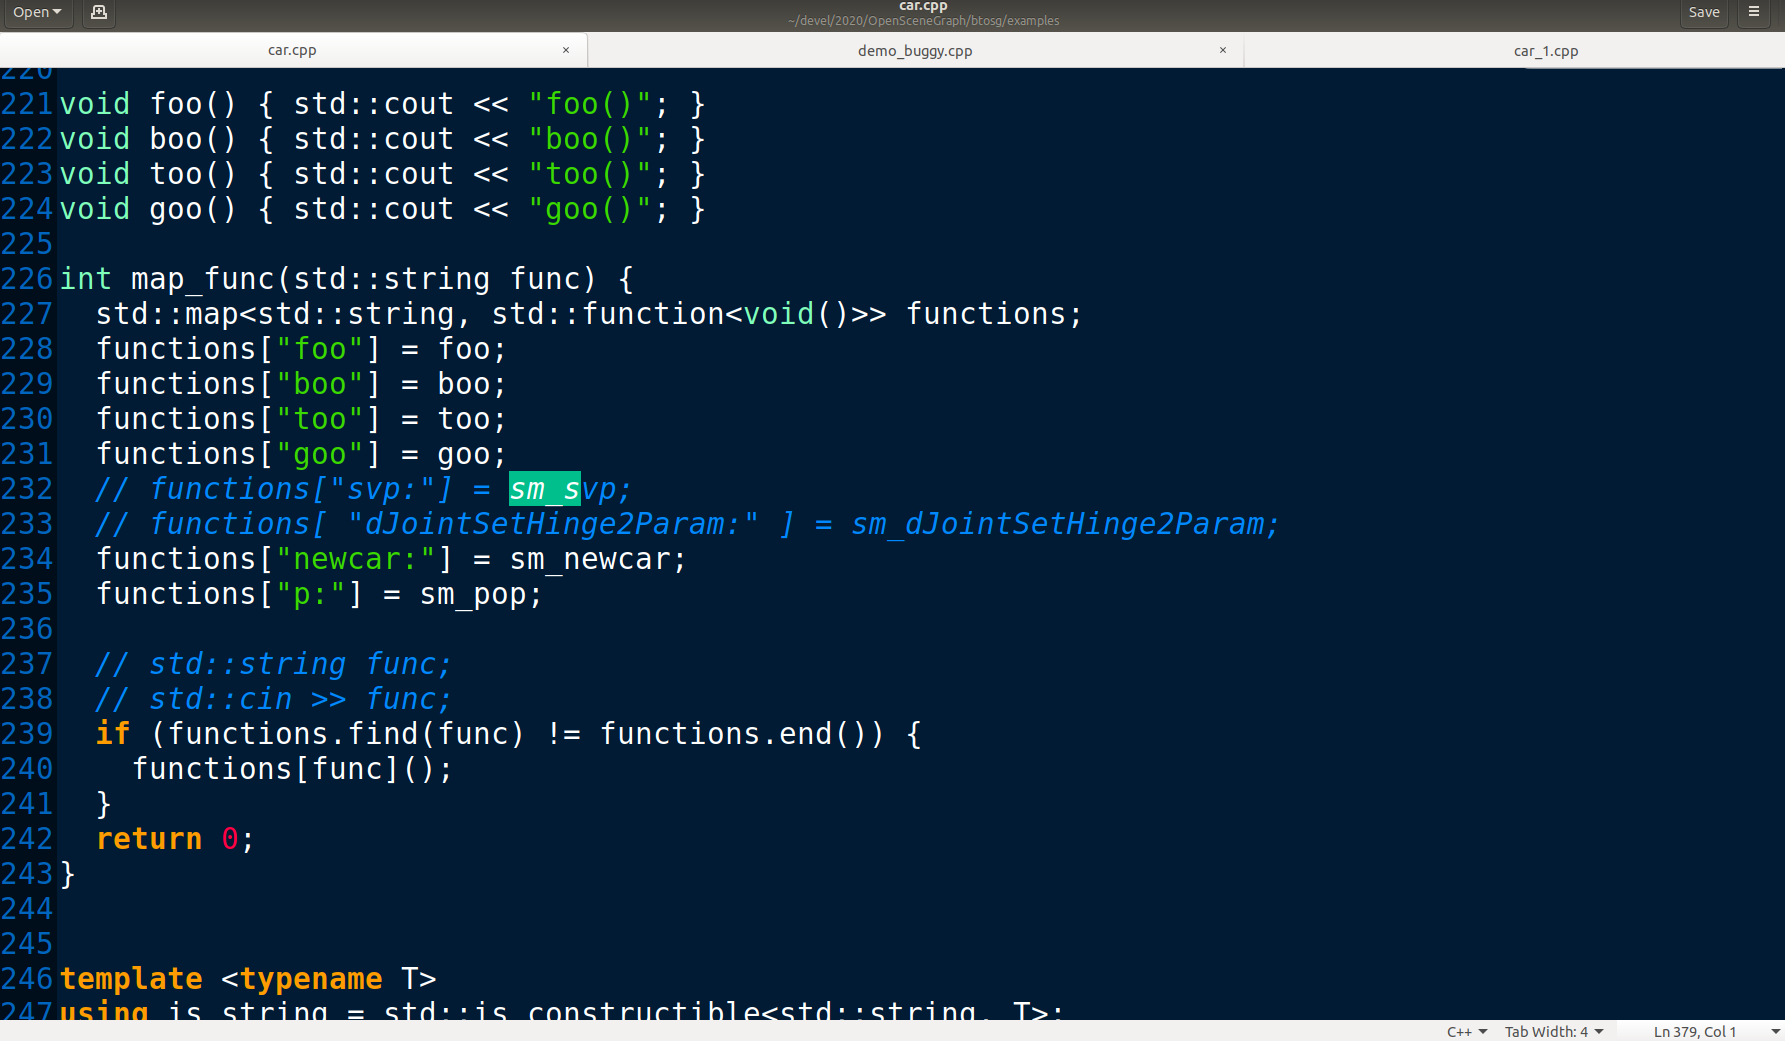 Open
car.cpp
~/devel/2020/OpenSceneGraph/btosg/examples
Save
car.cpp × demo_buggy.cpp × car_1.cpp
220
221 void foo() { std::cout << "foo()"; }
222 void boo() { std::cout << "boo()"; }
223 void too() { std::cout << "too()"; }
224 void goo() { std::cout << "goo()"; }
225
226 int map_func(std::string func) {
227   std::map<std::string, std::function<void()>> functions;
228   functions["foo"] = foo;
229   functions["boo"] = boo;
230   functions["too"] = too;
231   functions["goo"] = goo;
232   // functions["svp:"] = sm_svp;
233   // functions[ "dJointSetHinge2Param:" ] = sm_dJointSetHinge2Param;
234   functions["newcar:"] = sm_newcar;
235   functions["p:"] = sm_pop;
236
237   // std::string func;
238   // std::cin >> func;
239   if (functions.find(func) != functions.end()) {
240     functions[func]();
241   }
242   return 0;
243 }
244
245
246 template <typename T>
247 using is_string = std::is_constructible<std::string, T>;
C++ Tab Width: 4 Ln 379, Col 1